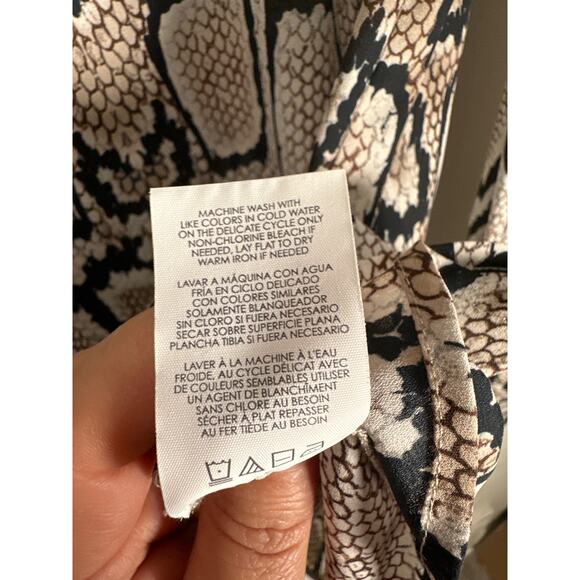 MACHINE WASH WITH
LIKE COLORS IN COLD WATER
ON THE DELICATE CYCLE ONLY
NON-CHLORINE BLEACH IF
NEEDED, LAY FLAT TO DRY
WARM IRON IF NEEDED
LAVAR A MÁQUINA CON AGUA
FRÍA EN CICLO DELICADO
CON COLORES SIMILARES
SOLAMENTE BLANQUEADOR
SIN CLORO SI FUERA NECESARIO
SECAR SOBRE SUPERFICIE PLANA
PLANCHA TIBIA SI FUERA NECESARIO
LAVER À LA MACHINE À L'EAU
FROIDE, AU CYCLE DÉLICAT AVEC
DE COULEURS SEMBLABLES UTILISER
UN AGENT DE BLANCHIMENT
SANS CHLORE AU BESOIN
SÉCHER À PLAT REPASSER
AU FER TIÈDE AU BESOIN